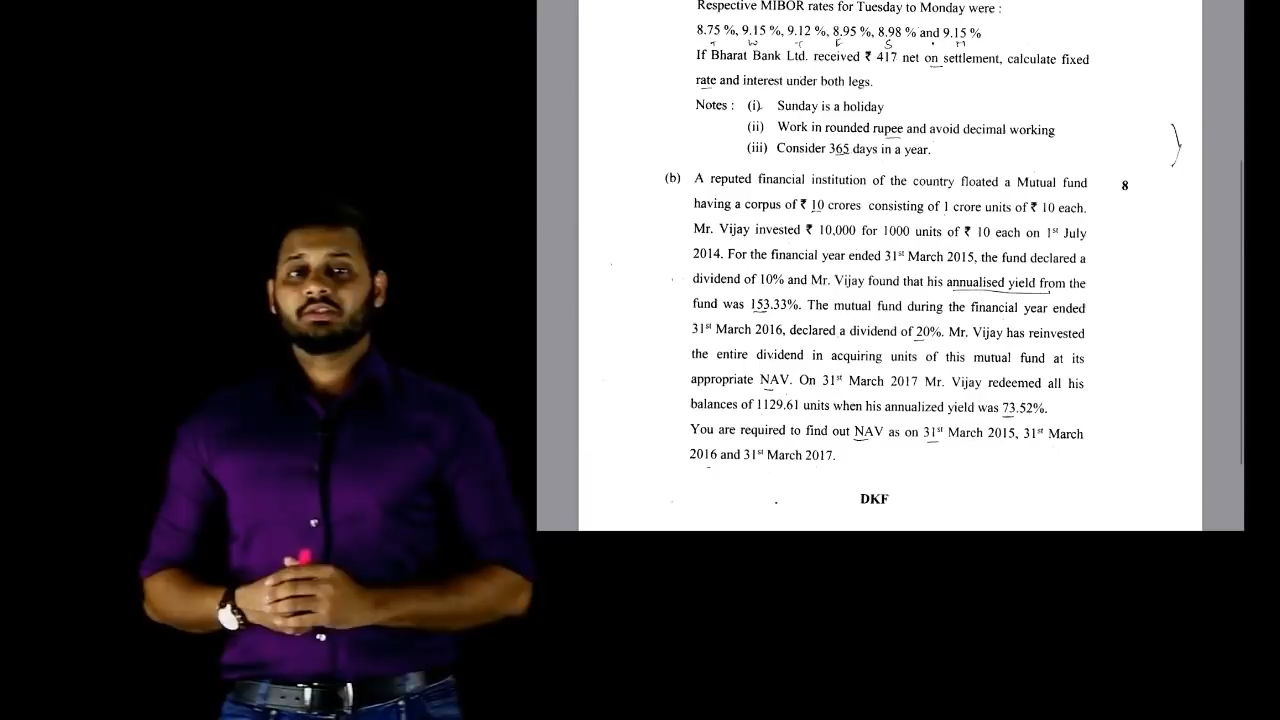 Respective MIBOR rates for Tuesday to Monday were :
8.75 %, 9.15 %, 9.12 %, 8.95 %, 8.98 % and 9.15 %
T W T F S M
If Bharat Bank Ltd. received ₹ 417 net on settlement, calculate fixed
rate and interest under both legs.
Notes : (i) Sunday is a holiday
(ii) Work in rounded rupee and avoid decimal working
(iii) Consider 365 days in a year.
(b) A reputed financial institution of the country floated a Mutual fund 8
having a corpus of ₹ 10 crores consisting of 1 crore units of ₹ 10 each.
Mr. Vijay invested ₹ 10,000 for 1000 units of ₹ 10 each on 1st July
2014. For the financial year ended 31st March 2015, the fund declared a
dividend of 10% and Mr. Vijay found that his annualised yield from the
fund was 153.33%. The mutual fund during the financial year ended
31st March 2016, declared a dividend of 20%. Mr. Vijay has reinvested
the entire dividend in acquiring units of this mutual fund at its
appropriate NAV. On 31st March 2017 Mr. Vijay redeemed all his
balances of 1129.61 units when his annualized yield was 73.52%.
You are required to find out NAV as on 31st March 2015, 31st March
2016 and 31st March 2017.
DKF